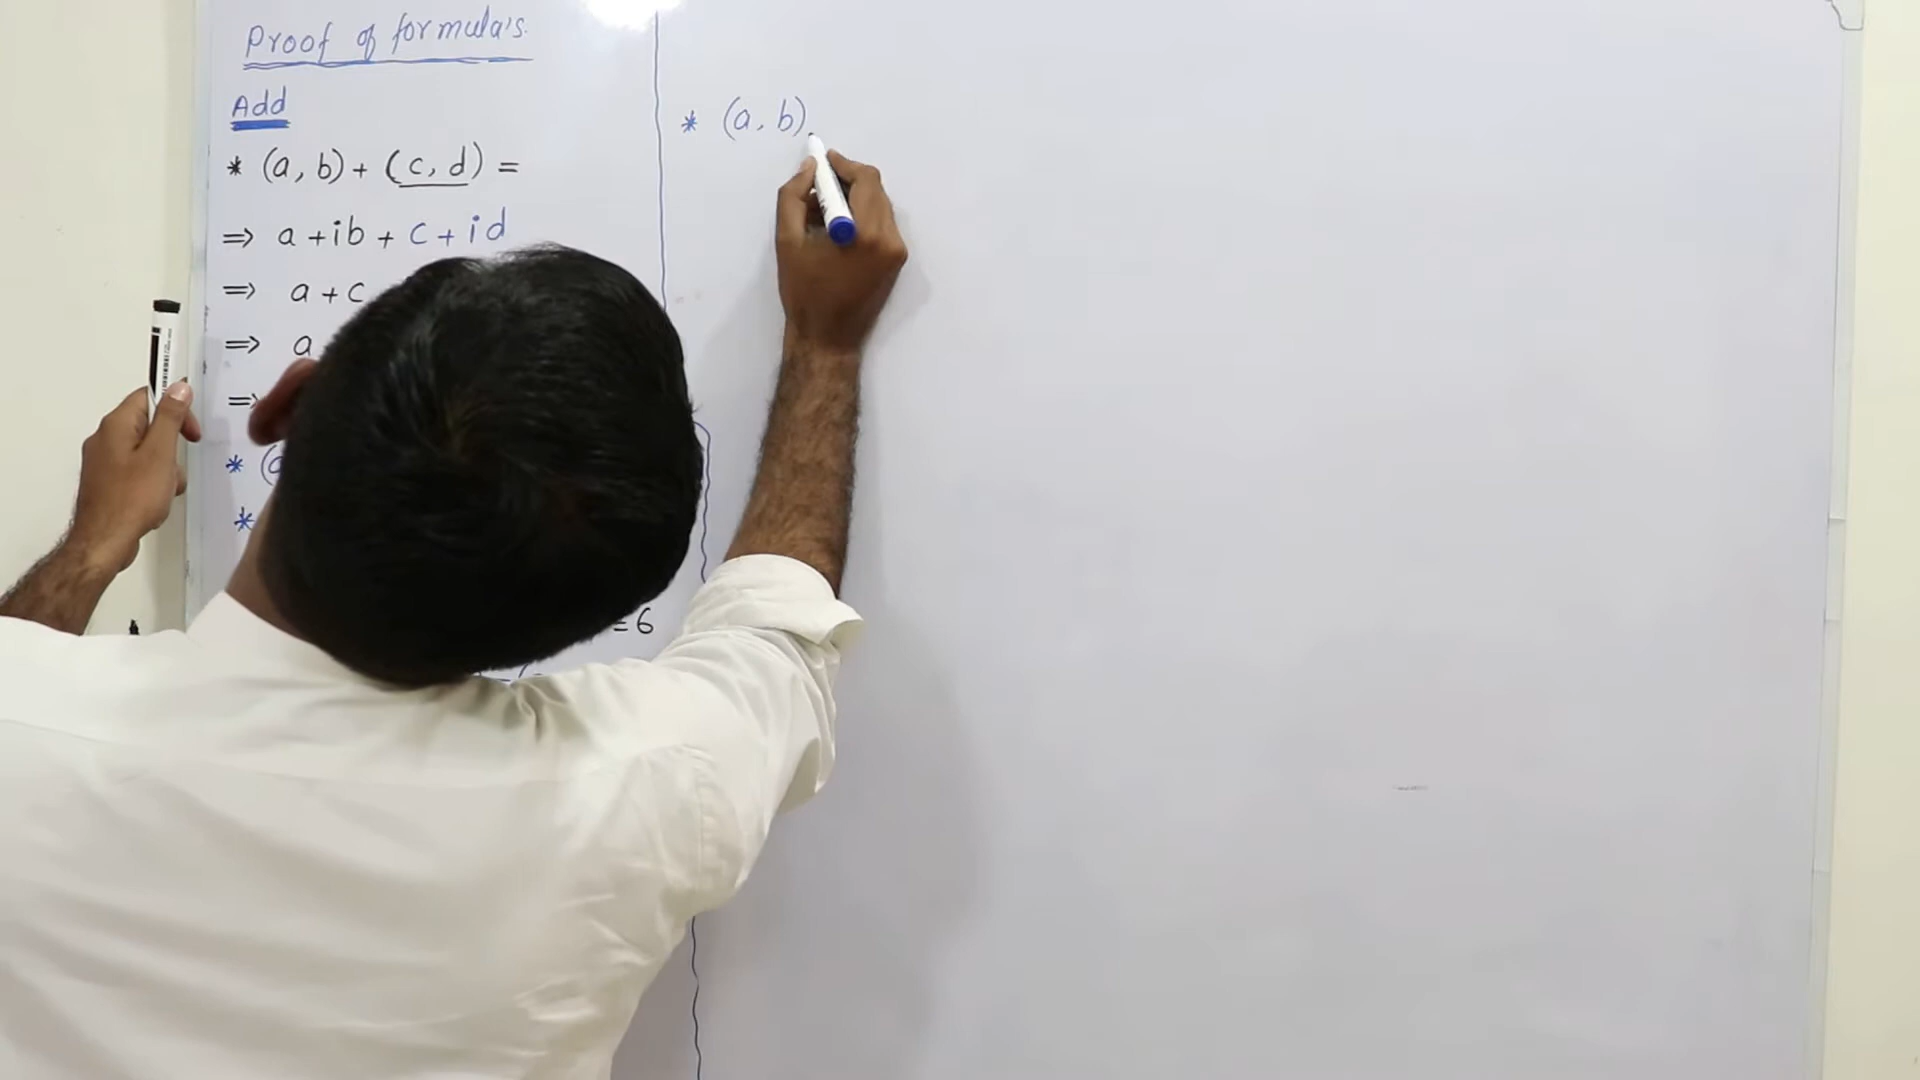 Proof of formula's.
Add
* (a, b) + (c, d) =
⇒ a + ib + c + id
⇒ a + c
⇒ a
⇒
* (a
*
= 6
* (a, b)